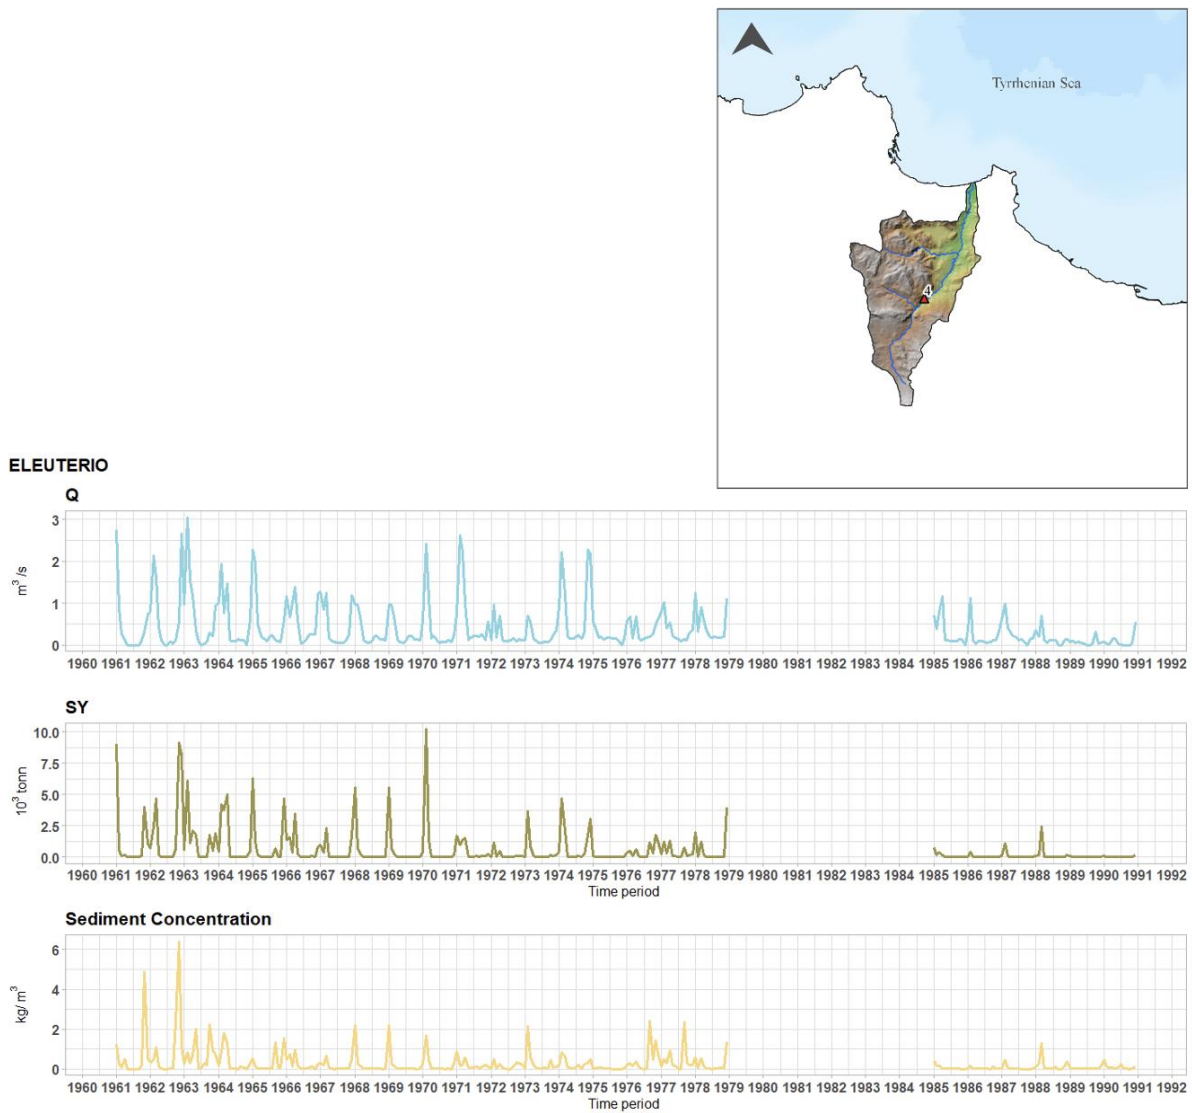 Tyrrhenian Sea
4
ELEUTERIO
Q
3
2
1
0
m³/s
1960 1961 1962 1963 1964 1965 1966 1967 1968 1969 1970 1971 1972 1973 1974 1975 1976 1977 1978 1979 1980 1981 1982 1983 1984 1985 1986 1987 1988 1989 1990 1991 1992
SY
10.0
7.5
5.0
2.5
0.0
10³ tonn
1960 1961 1962 1963 1964 1965 1966 1967 1968 1969 1970 1971 1972 1973 1974 1975 1976 1977 1978 1979 1980 1981 1982 1983 1984 1985 1986 1987 1988 1989 1990 1991 1992
Time period
Sediment Concentration
6
4
2
0
kg/ m³
1960 1961 1962 1963 1964 1965 1966 1967 1968 1969 1970 1971 1972 1973 1974 1975 1976 1977 1978 1979 1980 1981 1982 1983 1984 1985 1986 1987 1988 1989 1990 1991 1992
Time period